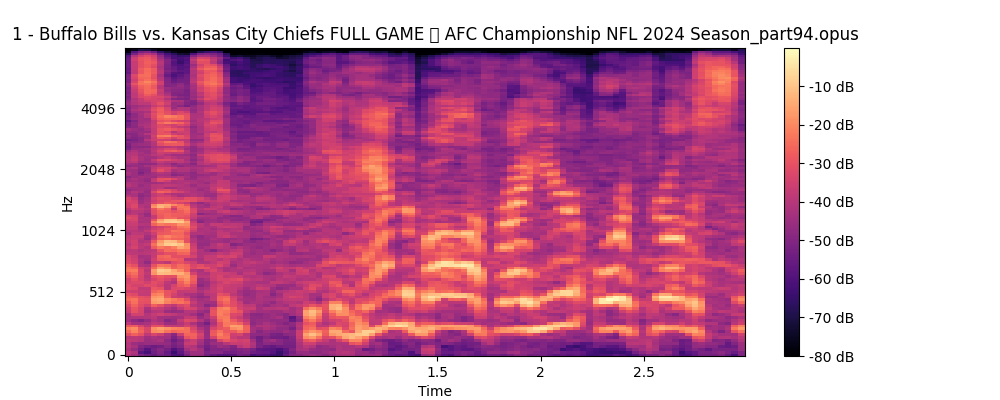 1 - Buffalo Bills vs. Kansas City Chiefs FULL GAME ▯ AFC Championship NFL 2024 Season_part94.opus
4096
2048
1024
512
0
Hz
0
0.5
1
1.5
2
2.5
Time
-10 dB
-20 dB
-30 dB
-40 dB
-50 dB
-60 dB
-70 dB
-80 dB